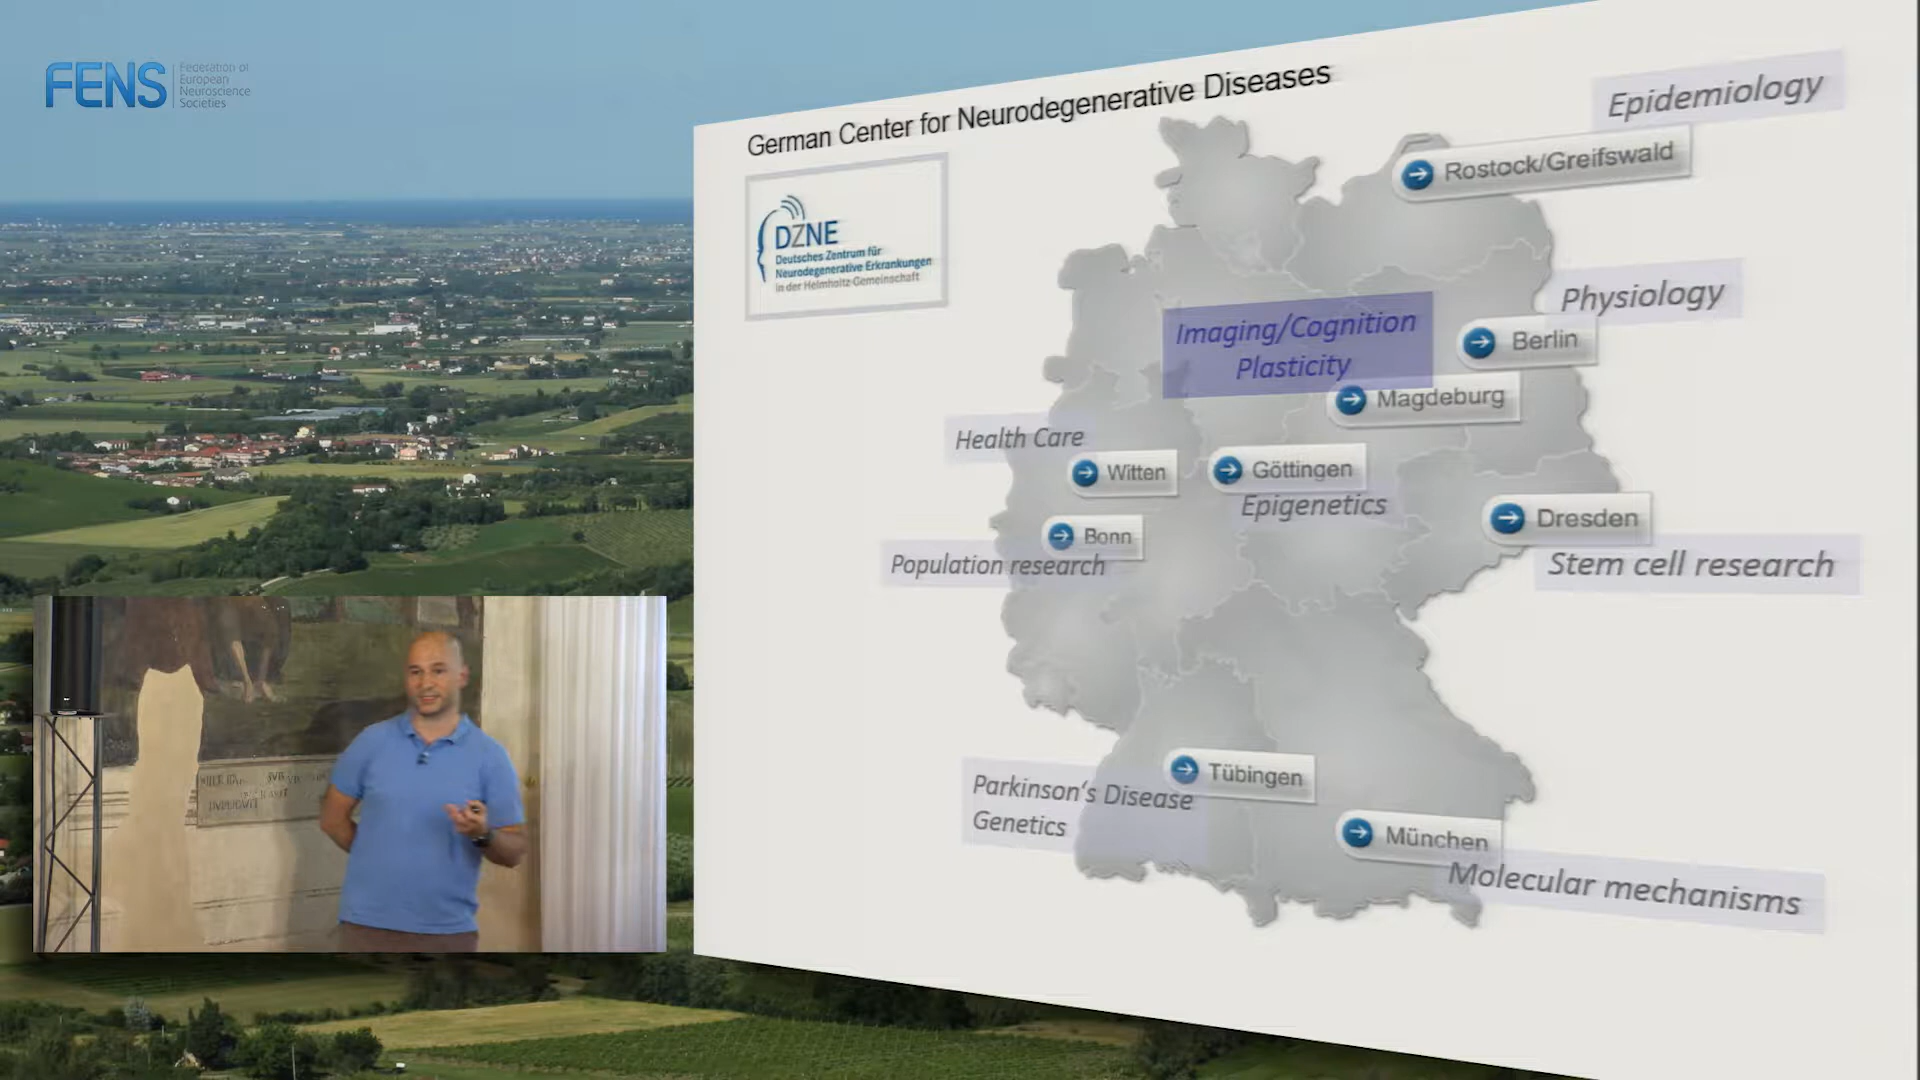 FENS
Federation of
European
Neuroscience
Societies
German Center for Neurodegenerative Diseases
DZNE
Deutsches Zentrum für
Neurodegenerative Erkrankungen
in der Helmholtz-Gemeinschaft
Epidemiology
Rostock/Greifswald
Physiology
Berlin
Imaging/Cognition
Plasticity
Magdeburg
Health Care
Witten
Göttingen
Epigenetics
Bonn
Population research
Dresden
Stem cell research
Tübingen
Parkinson‘s Disease
Genetics
München
Molecular mechanisms